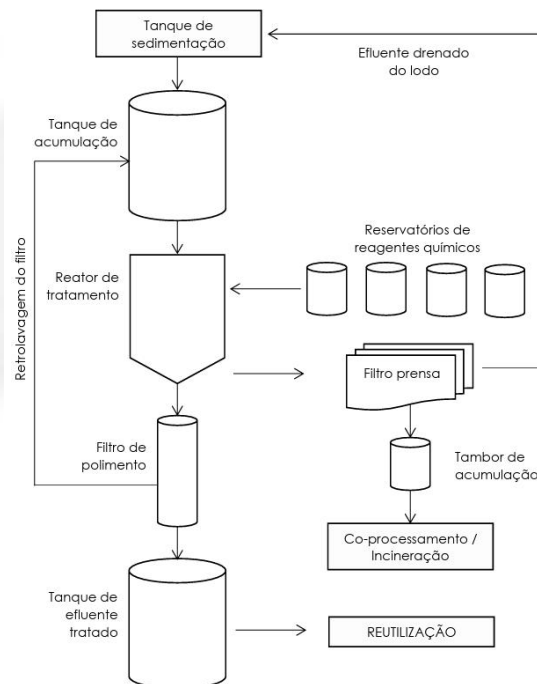 Tanque de
sedimentação
Efluente drenado
do lodo
Tanque de
acumulação
Reservatórios de
reagentes químicos
Reator de
tratamento
Retrolavagem do filtro
Filtro prensa
Filtro de
polimento
Tambor de
acumulação
Co-processamento /
Incineração
Tanque de
efluente
tratado
REUTILIZAÇÃO